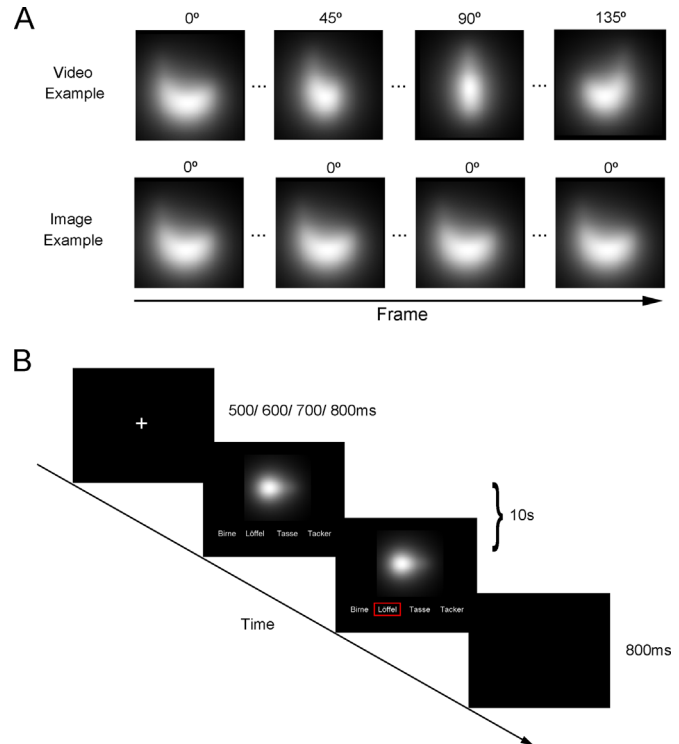 A
0º 45º 90º 135º
Video
Example
... ... ...
0º 0º 0º 0º
Image
Example
... ... ...
Frame
B
+
500/ 600/ 700/ 800ms
Birne Löffel Tasse Tacker
10s
Birne Löffel Tasse Tacker
Time
800ms